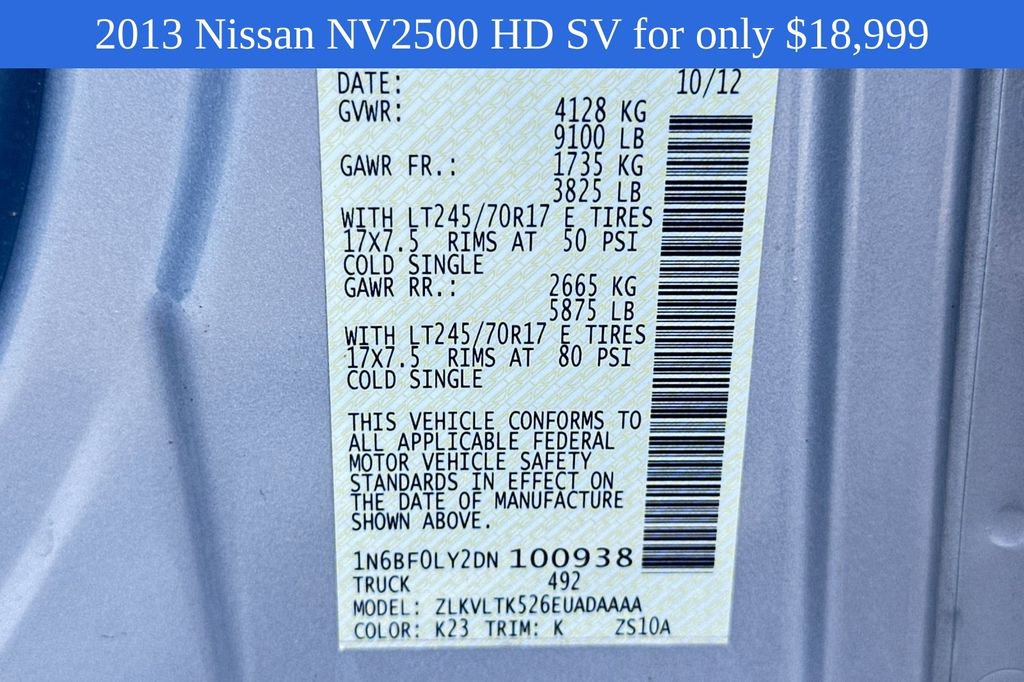 2013 Nissan NV2500 HD SV for only $18,999
DATE: 10/12
GVWR: 4128 KG
9100 LB
GAWR FR.: 1735 KG
3825 LB
WITH LT245/70R17 E TIRES
17X7.5 RIMS AT 50 PSI
COLD SINGLE
GAWR RR.: 2665 KG
5875 LB
WITH LT245/70R17 E TIRES
17X7.5 RIMS AT 80 PSI
COLD SINGLE
THIS VEHICLE CONFORMS TO
ALL APPLICABLE FEDERAL
MOTOR VEHICLE SAFETY
STANDARDS IN EFFECT ON
THE DATE OF MANUFACTURE
SHOWN ABOVE.
1N6BF0LY2DN 100938
TRUCK 492
MODEL: ZLKVLTK526EUADAAAA
COLOR: K23 TRIM: K ZS10A